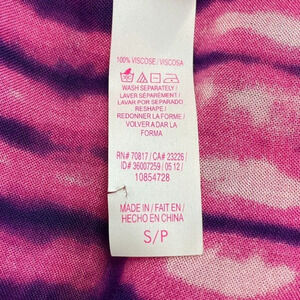 100% VISCOSE/ VISCOSA
WASH SEPARATELY /
LAVER SÉPARÉMENT /
LAVAR POR SEPARADO
RESHAPE /
REDONNER LA FORME /
VOLVER A DAR LA
FORMA
RN# 70817 / CA# 23226
ID# 36007259 / 05 12 /
10854728
MADE IN / FAIT EN /
HECHO EN CHINA
S/P